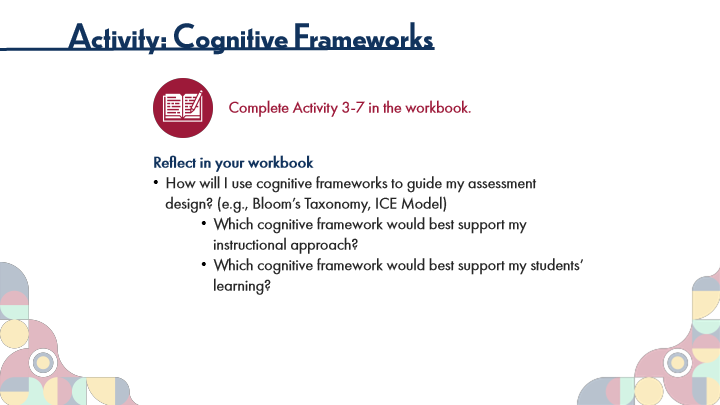 Activity: Cognitive Frameworks
Complete Activity 3-7 in the workbook.
Reflect in your workbook
• How will I use cognitive frameworks to guide my assessment
design? (e.g., Bloom’s Taxonomy, ICE Model)
• Which cognitive framework would best support my
instructional approach?
• Which cognitive framework would best support my students’
learning?